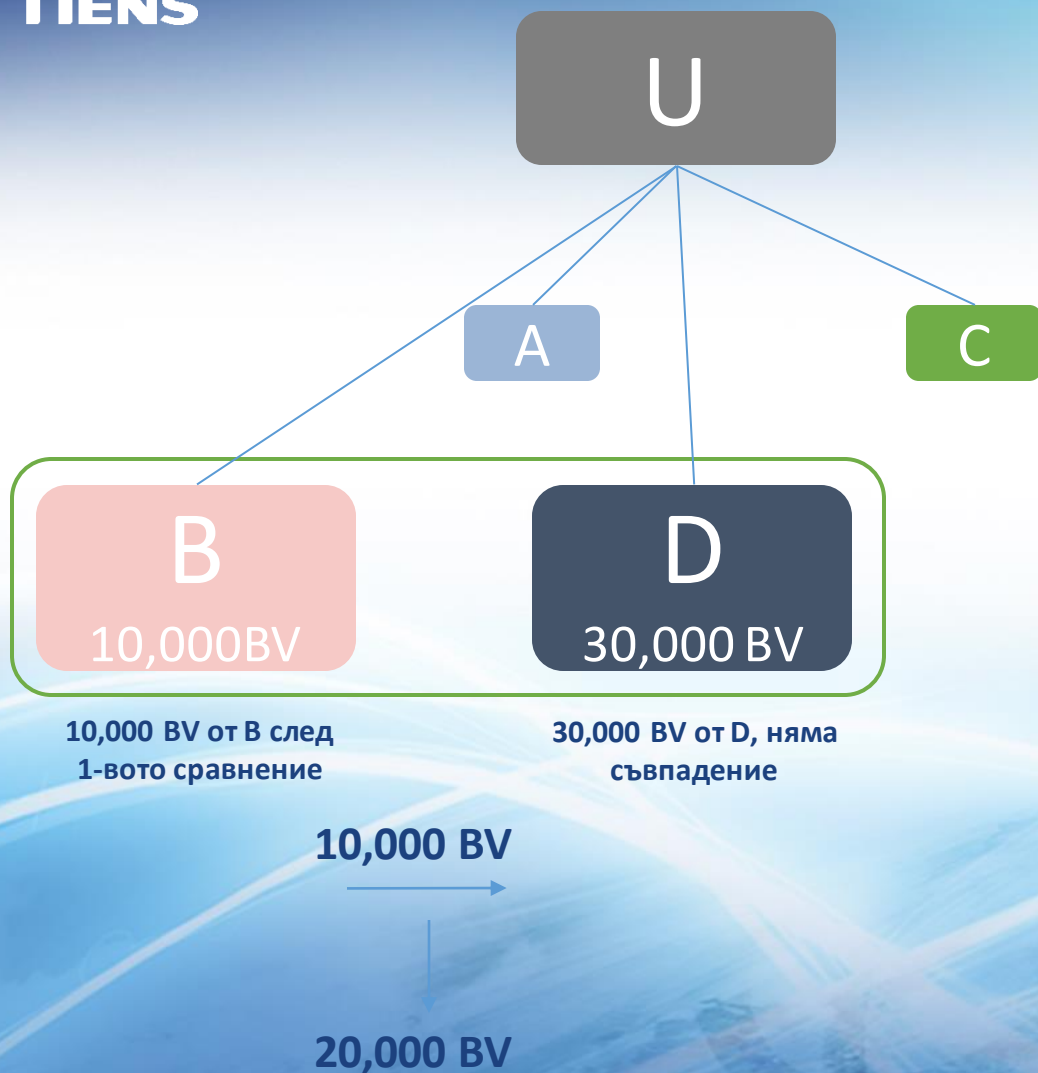 TIENS
U
A
C
B
10,000BV
D
30,000 BV
10,000 BV от B след
1-вото сравнение
30,000 BV от D, няма
съвпадение
10,000 BV
20,000 BV